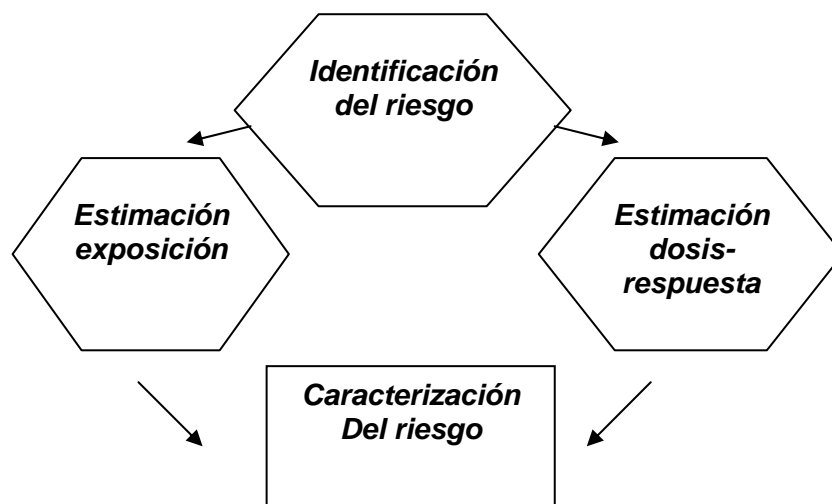 Identificación
del riesgo
Estimación
exposición
Estimación
dosis-
respuesta
Caracterización
Del riesgo